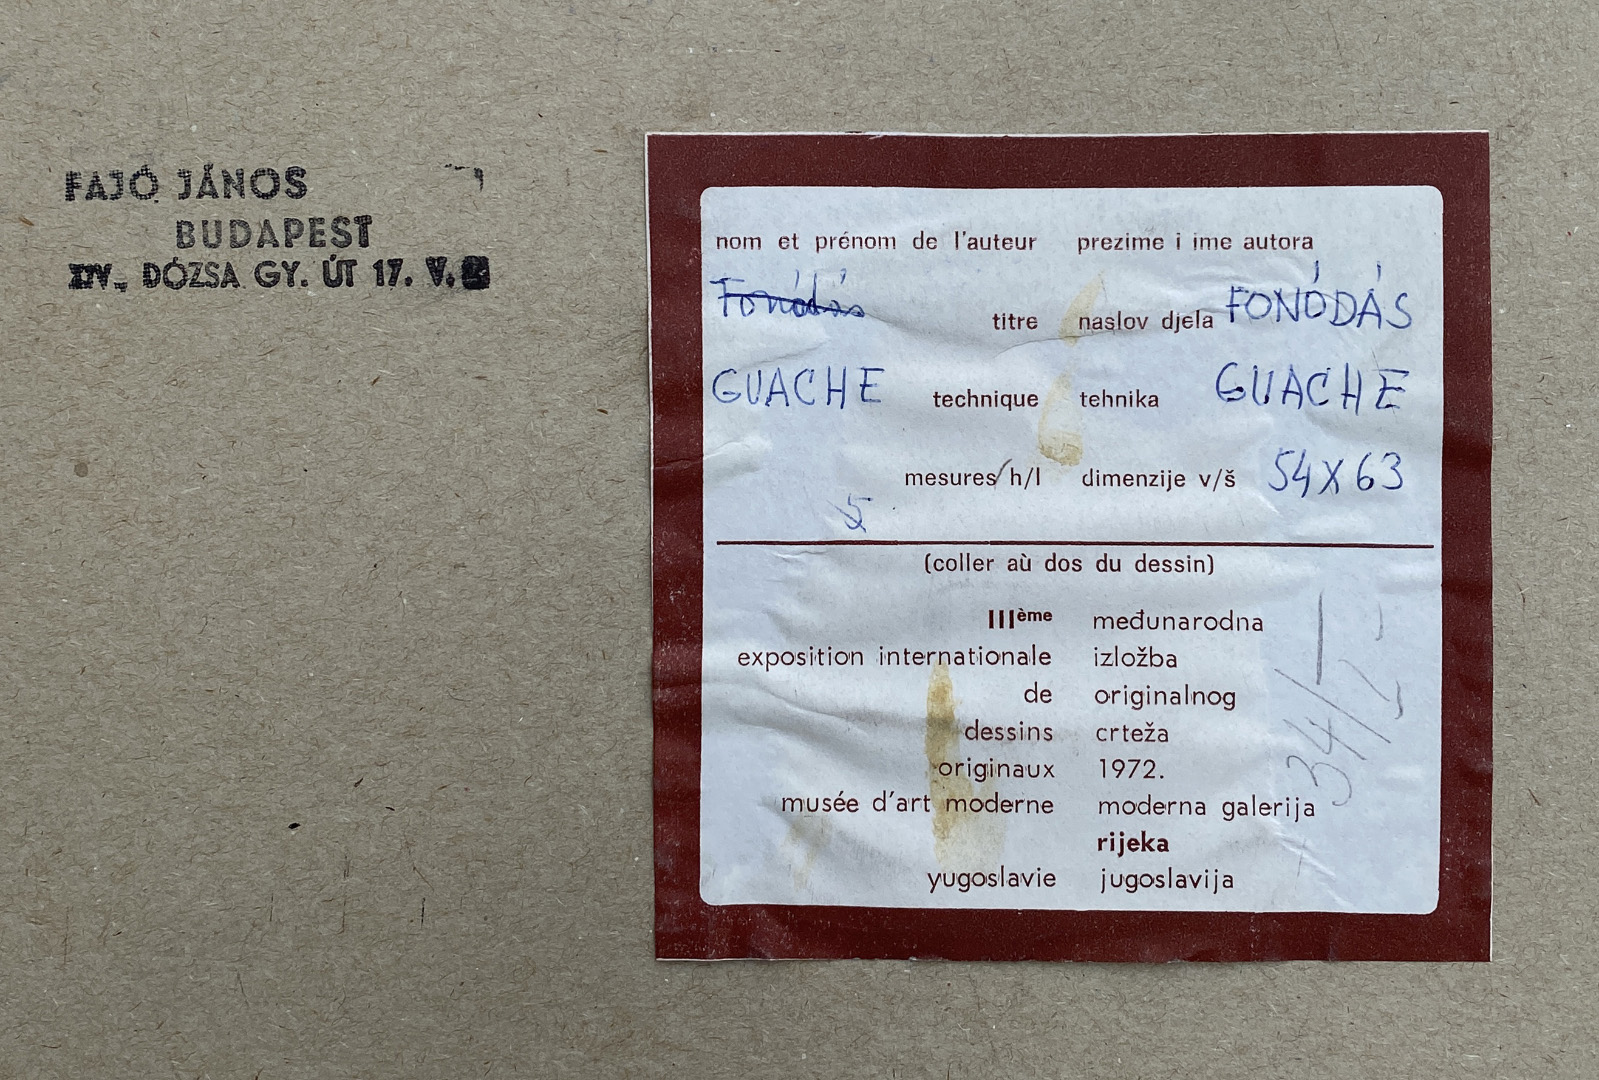 FAJÓ JÁNOS
BUDAPEST
XIV. DÓZSA GY. ÚT 17. V.
nom et prénom de l'auteur prezime i ime autora
Fonódás titre naslov djela FONÓDÁS
GUACHE technique tehnika GUACHE
mesures h/l dimenzije v/š 54X63
5
(coller aù dos du dessin)
IIIème međunarodna
exposition internationale izložba
de originalnog
dessins crteža
originaux 1972.
musée d'art moderne moderna galerija
rijeka
yugoslavie jugoslavija